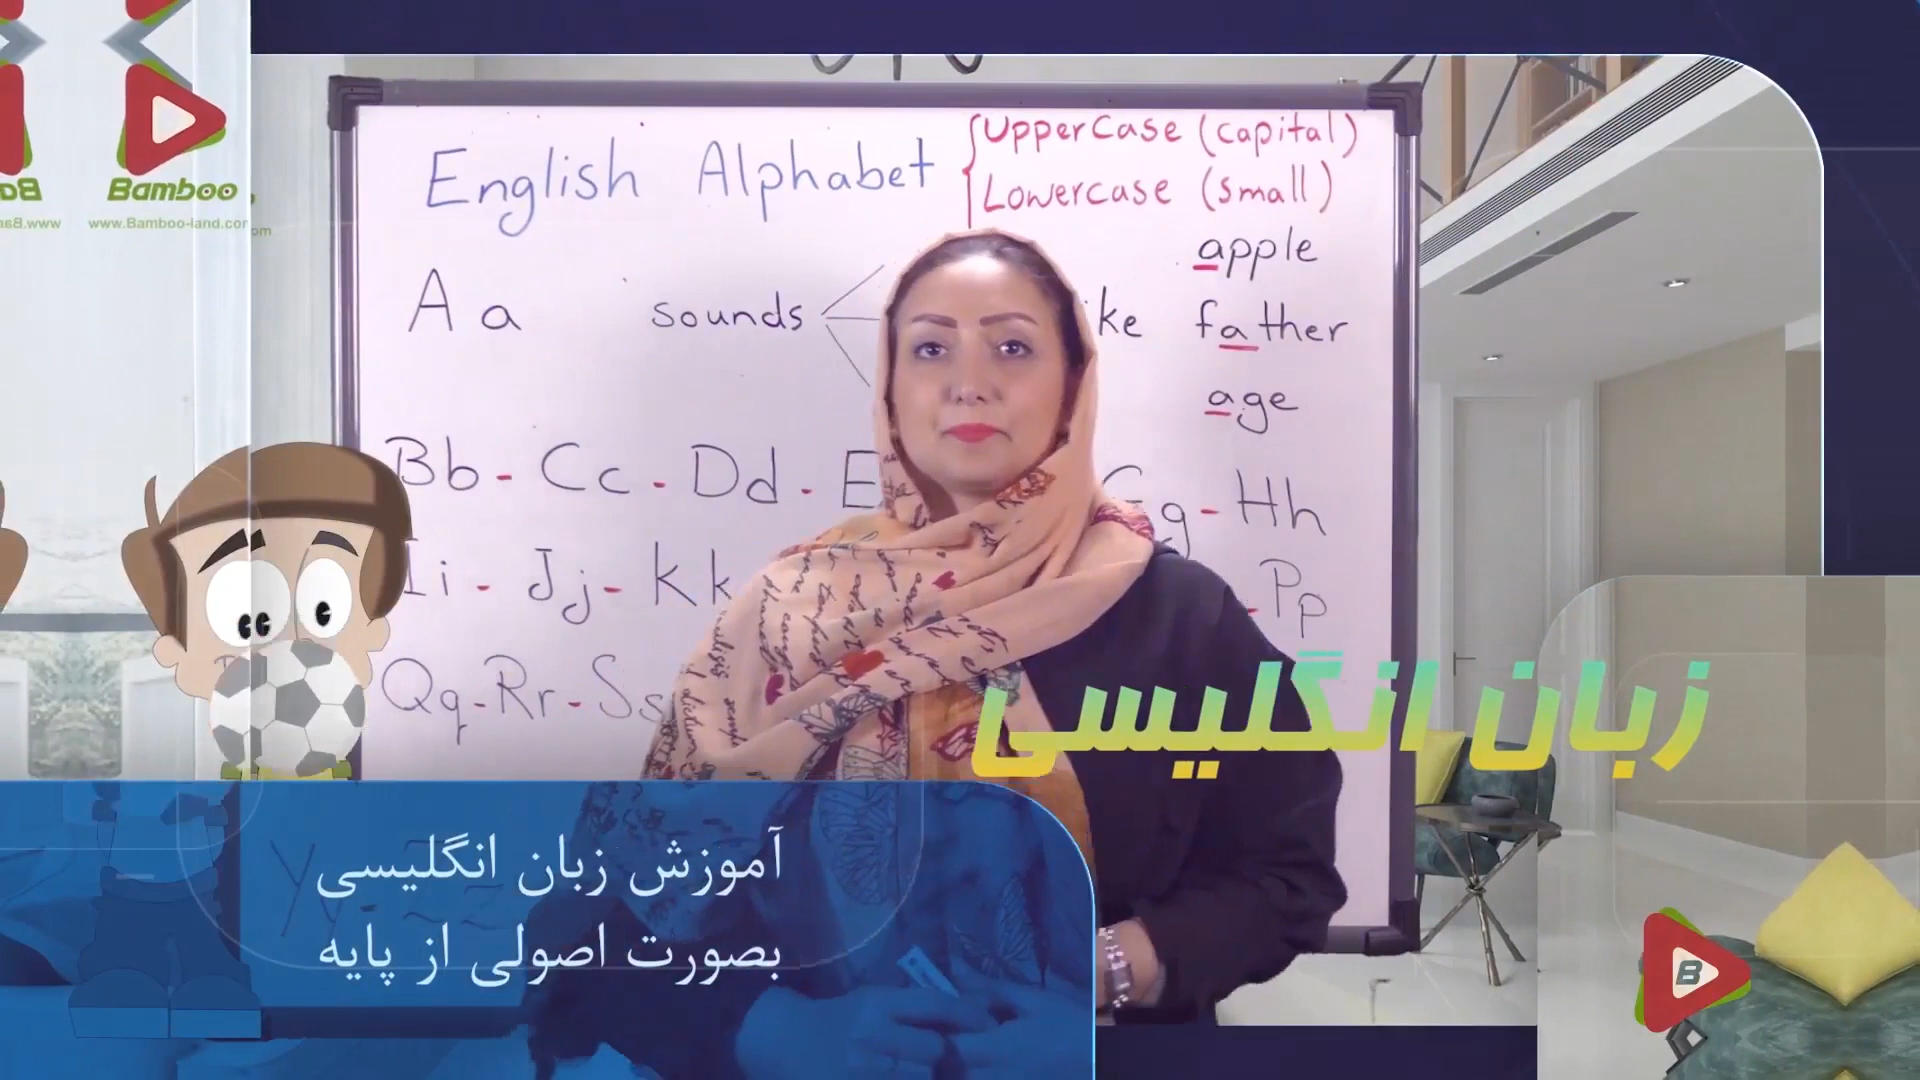 Bamboo
www.Bamboo-land.com
English Alphabet
UpperCase (capital)
Lowercase (small)
A a sounds
apple
father
age
Bb - Cc - Dd - E
g - Hh
Ii - Jj - Kk
- Pp
Qq - Rr - Ss
زبان انگلیسی
آموزش زبان انگلیسی
بصورت اصولی از پایه
B